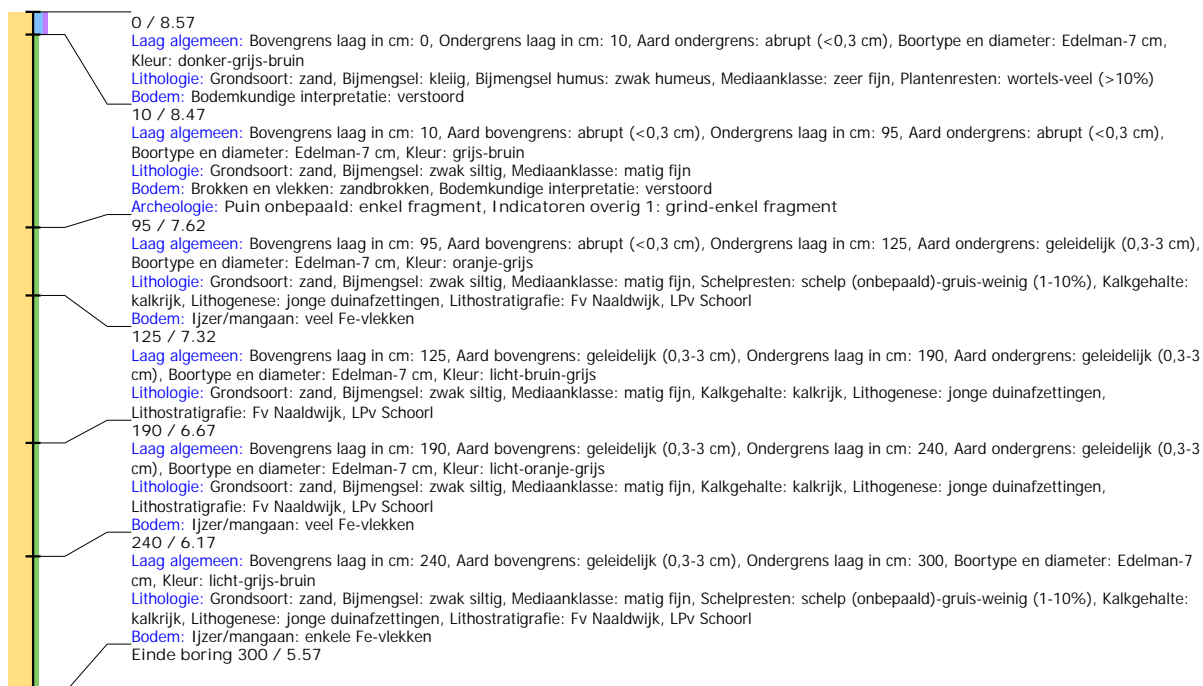 0 / 8.57
Laag algemeen: Bovengrens laag in cm: 0, Ondergrens laag in cm: 10, Aard ondergrens: abrupt (<0,3 cm), Boortype en diameter: Edelman-7 cm,
Kleur: donker-grijs-bruin
Lithologie: Grondsoort: zand, Bijmengsel: kleiig, Bijmengsel humus: zwak humeus, Mediaanklasse: zeer fijn, Plantenresten: wortels-veel (>10%)
Bodem: Bodemkundige interpretatie: verstoord
10 / 8.47
Laag algemeen: Bovengrens laag in cm: 10, Aard bovengrens: abrupt (<0,3 cm), Ondergrens laag in cm: 95, Aard ondergrens: abrupt (<0,3 cm),
Boortype en diameter: Edelman-7 cm, Kleur: grijs-bruin
Lithologie: Grondsoort: zand, Bijmengsel: zwak siltig, Mediaanklasse: matig fijn
Bodem: Brokken en vlekken: zandbrokken, Bodemkundige interpretatie: verstoord
Archeologie: Puin onbepaald: enkel fragment, Indicatoren overig 1: grind-enkel fragment
95 / 7.62
Laag algemeen: Bovengrens laag in cm: 95, Aard bovengrens: abrupt (<0,3 cm), Ondergrens laag in cm: 125, Aard ondergrens: geleidelijk (0,3-3 cm),
Boortype en diameter: Edelman-7 cm, Kleur: oranje-grijs
Lithologie: Grondsoort: zand, Bijmengsel: zwak siltig, Mediaanklasse: matig fijn, Schelpresten: schelp (onbepaald)-gruis-weinig (1-10%), Kalkgehalte:
kalkrijk, Lithogenese: jonge duinafzettingen, Lithostratigrafie: Fv Naaldwijk, LPv Schoorl
Bodem: Ijzer/mangaan: veel Fe-vlekken
125 / 7.32
Laag algemeen: Bovengrens laag in cm: 125, Aard bovengrens: geleidelijk (0,3-3 cm), Ondergrens laag in cm: 190, Aard ondergrens: geleidelijk (0,3-3
cm), Boortype en diameter: Edelman-7 cm, Kleur: licht-bruin-grijs
Lithologie: Grondsoort: zand, Bijmengsel: zwak siltig, Mediaanklasse: matig fijn, Kalkgehalte: kalkrijk, Lithogenese: jonge duinafzettingen,
Lithostratigrafie: Fv Naaldwijk, LPv Schoorl
190 / 6.67
Laag algemeen: Bovengrens laag in cm: 190, Aard bovengrens: geleidelijk (0,3-3 cm), Ondergrens laag in cm: 240, Aard ondergrens: geleidelijk (0,3-3
cm), Boortype en diameter: Edelman-7 cm, Kleur: licht-oranje-grijs
Lithologie: Grondsoort: zand, Bijmengsel: zwak siltig, Mediaanklasse: matig fijn, Kalkgehalte: kalkrijk, Lithogenese: jonge duinafzettingen,
Lithostratigrafie: Fv Naaldwijk, LPv Schoorl
Bodem: Ijzer/mangaan: veel Fe-vlekken
240 / 6.17
Laag algemeen: Bovengrens laag in cm: 240, Aard bovengrens: geleidelijk (0,3-3 cm), Ondergrens laag in cm: 300, Boortype en diameter: Edelman-7
cm, Kleur: licht-grijs-bruin
Lithologie: Grondsoort: zand, Bijmengsel: zwak siltig, Mediaanklasse: matig fijn, Schelpresten: schelp (onbepaald)-gruis-weinig (1-10%), Kalkgehalte:
kalkrijk, Lithogenese: jonge duinafzettingen, Lithostratigrafie: Fv Naaldwijk, LPv Schoorl
Bodem: Ijzer/mangaan: enkele Fe-vlekken
Einde boring 300 / 5.57